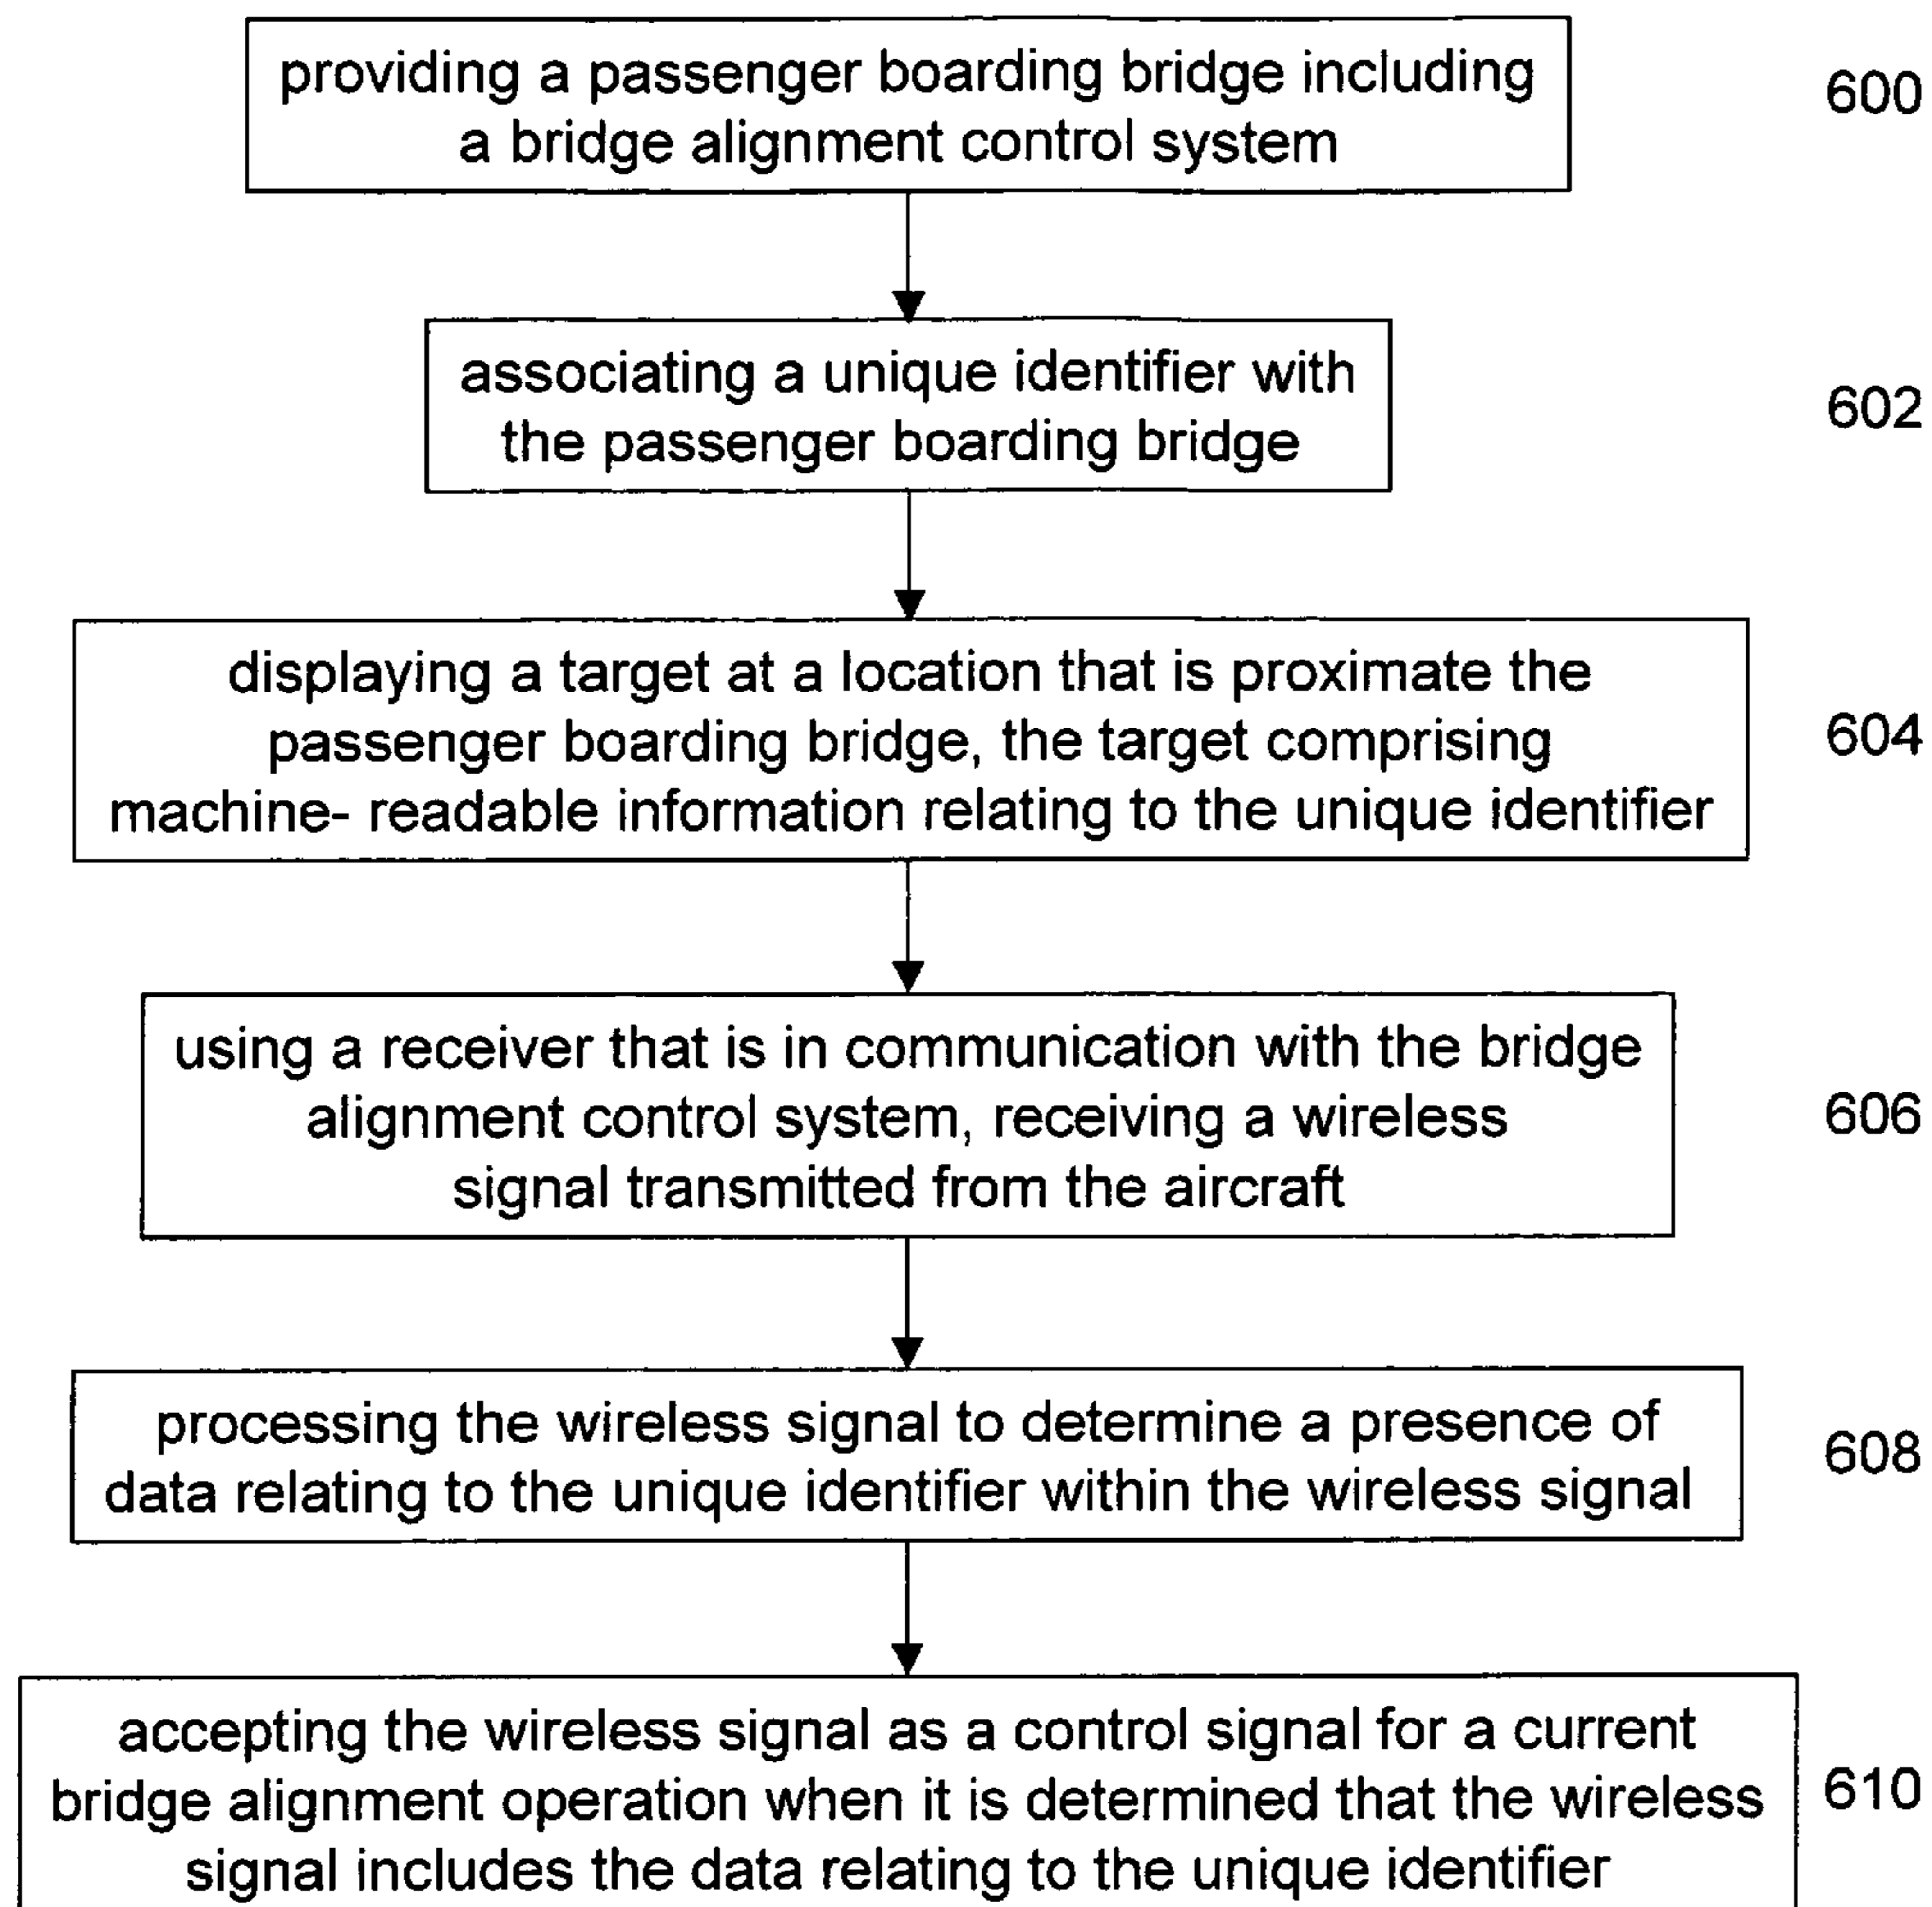 providing a passenger boarding bridge including
a bridge alignment control system
600
associating a unique identifier with
the passenger boarding bridge
602
displaying a target at a location that is proximate the
passenger boarding bridge, the target comprising
machine- readable information relating to the unique identifier
604
using a receiver that is in communication with the bridge
alignment control system, receiving a wireless
signal transmitted from the aircraft
606
processing the wireless signal to determine a presence of
data relating to the unique identifier within the wireless signal
608
accepting the wireless signal as a control signal for a current
bridge alignment operation when it is determined that the wireless
signal includes the data relating to the unique identifier
610